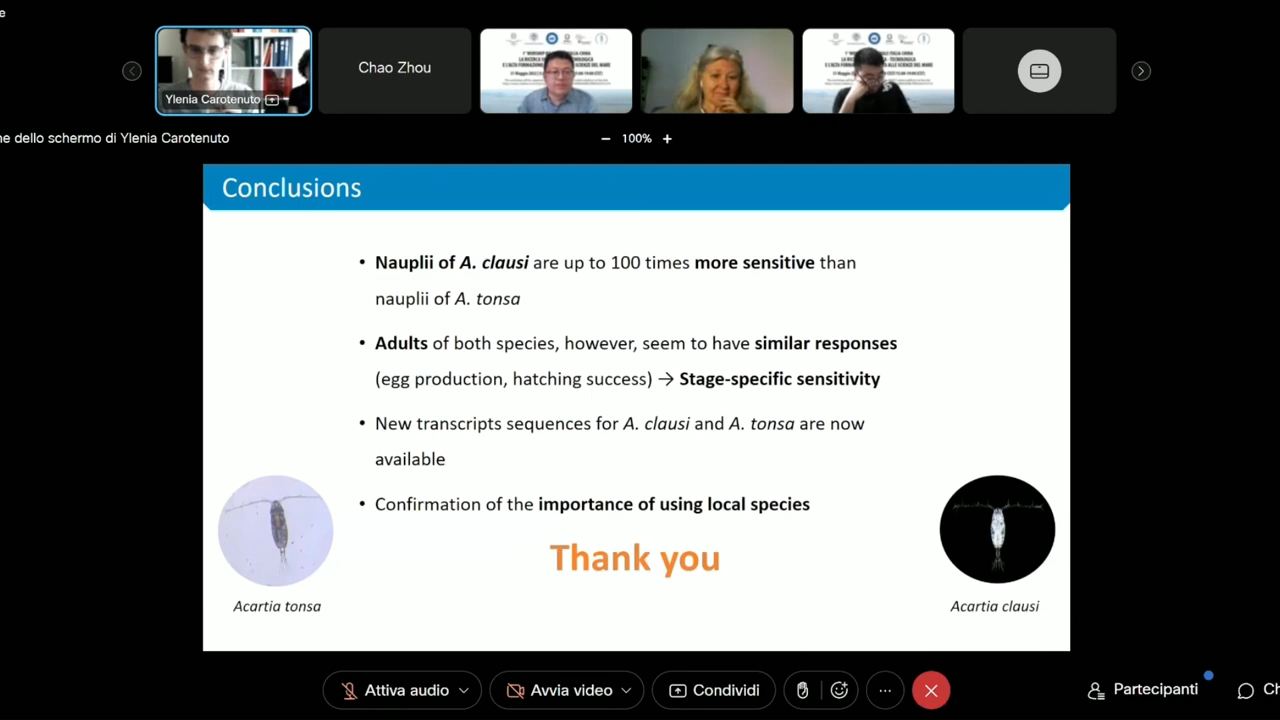 e
Ylenia Carotenuto
Chao Zhou
ne dello schermo di Ylenia Carotenuto
− 100% +
Conclusions
• Nauplii of A. clausi are up to 100 times more sensitive than
nauplii of A. tonsa
• Adults of both species, however, seem to have similar responses
(egg production, hatching success) → Stage-specific sensitivity
• New transcripts sequences for A. clausi and A. tonsa are now
available
• Confirmation of the importance of using local species
Thank you
Acartia tonsa
Acartia clausi
Attiva audio
Avvia video
Condividi
Partecipanti
Ch